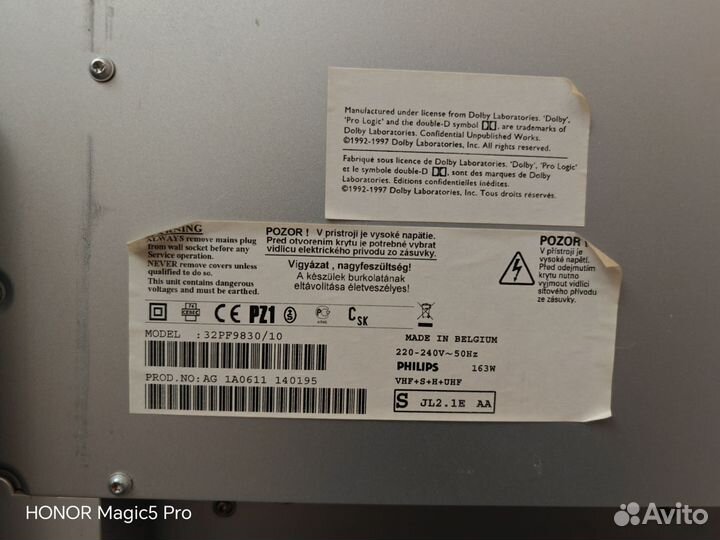 Manufactured under license from Dolby Laboratories. 'Dolby',
'Pro Logic' and the double-D symbol are trademarks of
Dolby Laboratories. Confidential Unpublished Works.
©1992-1997 Dolby Laboratories, Inc. All rights reserved.
Fabriqué sous licence de Dolby Laboratories. 'Dolby', 'Pro Logic'
et le symbole double-D sont des marques de
Dolby Laboratories. Editions confidentielles inédites.
©1992-1997 Dolby Laboratories, Inc. Tous droits réservés.
ALWAYS remove mains plug
from wall socket before any
Service operation.
NEVER remove covers unless
qualified to do so.
This unit contains dangerous
voltages and must be earthed.
POZOR ! V prístroji je vysoké napätie.
Pred otvorením krytu je potrebné vybrat
vidlicu elektrického prívodu zo zásuvky.
Vigyázat , nagyfeszültség!
A készülek burkolatának
eltávolítása életveszélyes!
POZOR !
V přístroji je
vysoké napětí.
Před odejmutím
krytu nutno
vyjmout vidlici
síťového přívodu
ze zásuvky.
CE PZ1 S PC CSK
MODEL :32PF9830/10
PROD.NO:AG 1A0611 140195
MADE IN BELGIUM
220-240V~50Hz
PHILIPS 163W
VHF+S+H+UHF
S JL2.1E AA
HONOR Magic5 Pro
Avito